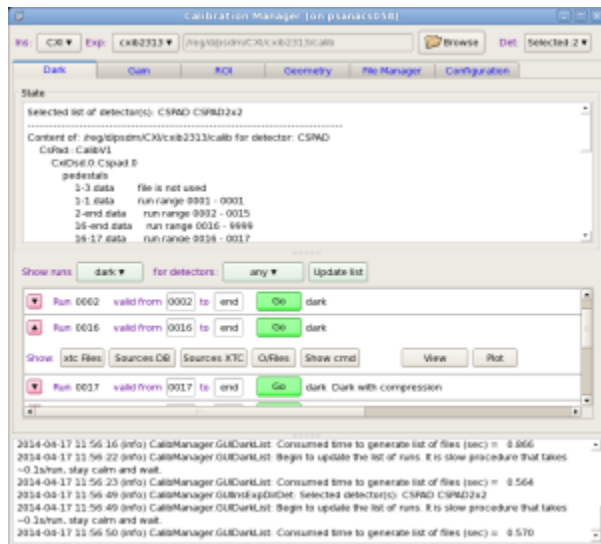 Calibration Manager (on psanacs058)
Ins: CXI Exp: cxib2313 /reg/d/psdm/CXI/cxib2313/calib Browse Det: Selected:2
Dark Gain ROI Geometry File Manager Configuration
State
Selected list of detector(s): CSPAD CSPAD2x2
Content of: /reg/d/psdm/CXI/cxib2313/calib for detector: CSPAD
CsPad::CalibV1
CxiDsd.0:Cspad.0
pedestals
1-3.data file is not used
1-1.data run range 0001 - 0001
2-end.data run range 0002 - 0015
16-end.data run range 0016 - 9999
16-17.data run range 0016 - 0017
Show runs: dark for detectors: any Update list
Run 0002 valid from 0002 to end Go dark
Run 0016 valid from 0016 to end Go dark
Show: xtc Files Sources DB Sources XTC O/Files Show cmd View Plot
Run 0017 valid from 0017 to end Go dark Dark with compression
2014-04-17 11:56:16 (info) CalibManager.GUIDarkList: Consumed time to generate list of files (sec) = 0.866
2014-04-17 11:56:22 (info) CalibManager.GUIDarkList: Begin to update the list of runs. It is slow procedure that takes
~0.1s/run. stay calm and wait.
2014-04-17 11:56:23 (info) CalibManager.GUIDarkList: Consumed time to generate list of files (sec) = 0.564
2014-04-17 11:56:49 (info) CalibManager.GUIInsExpDirDet: Selected detector(s): CSPAD CSPAD2x2
2014-04-17 11:56:49 (info) CalibManager.GUIDarkList: Begin to update the list of runs. It is slow procedure that takes
~0.1s/run. stay calm and wait.
2014-04-17 11:56:50 (info) CalibManager.GUIDarkList: Consumed time to generate list of files (sec) = 0.570